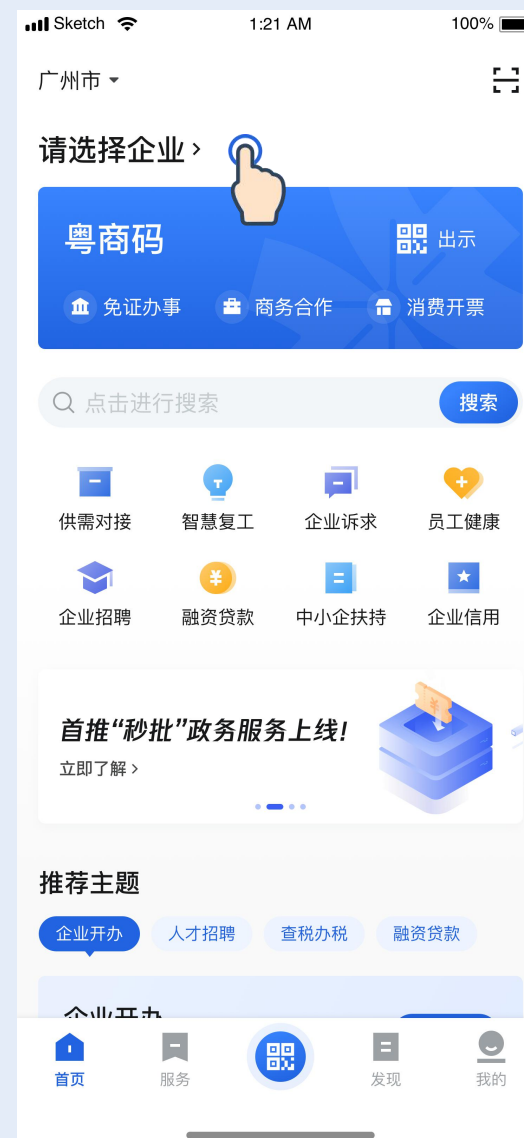 Sketch 1:21 AM 100%
广州市
请选择企业
粤商码 出示
免证办事 商务合作 消费开票
点击进行搜索 搜索
供需对接 智慧复工 企业诉求 员工健康
企业招聘 融资贷款 中小企扶持 企业信用
首推“秒批”政务服务上线!
立即了解
推荐主题
企业开办 人才招聘 查税办税 融资贷款
企业开办
首页 服务 发现 我的